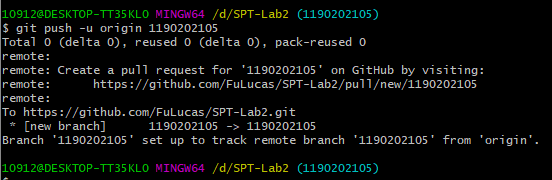 10912@DESKTOP-TT35KLO MINGW64 /d/SPT-Lab2 (1190202105)
$ git push -u origin 1190202105
Total 0 (delta 0), reused 0 (delta 0), pack-reused 0
remote:
remote: Create a pull request for '1190202105' on GitHub by visiting:
remote:      https://github.com/FuLucas/SPT-Lab2/pull/new/1190202105
remote:
To https://github.com/FuLucas/SPT-Lab2.git
 * [new branch]      1190202105 -> 1190202105
Branch '1190202105' set up to track remote branch '1190202105' from 'origin'.
10912@DESKTOP-TT35KLO MINGW64 /d/SPT-Lab2 (1190202105)